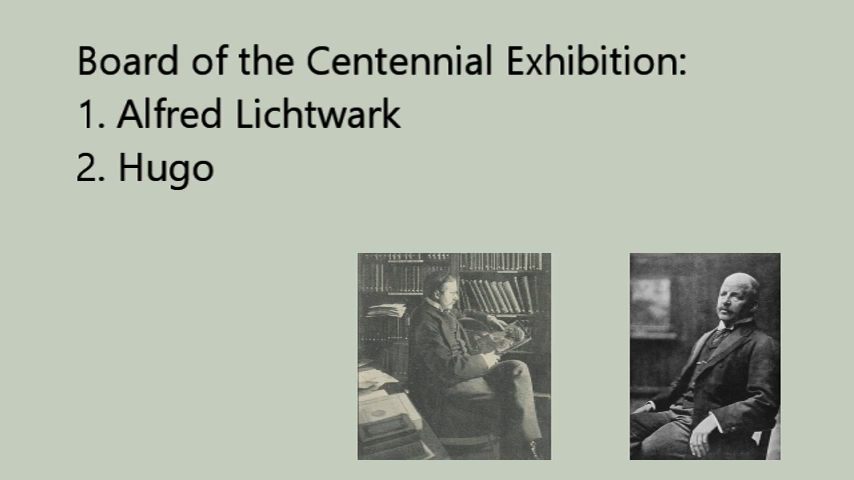 Board of the Centennial Exhibition:
1. Alfred Lichtwark
2. Hugo